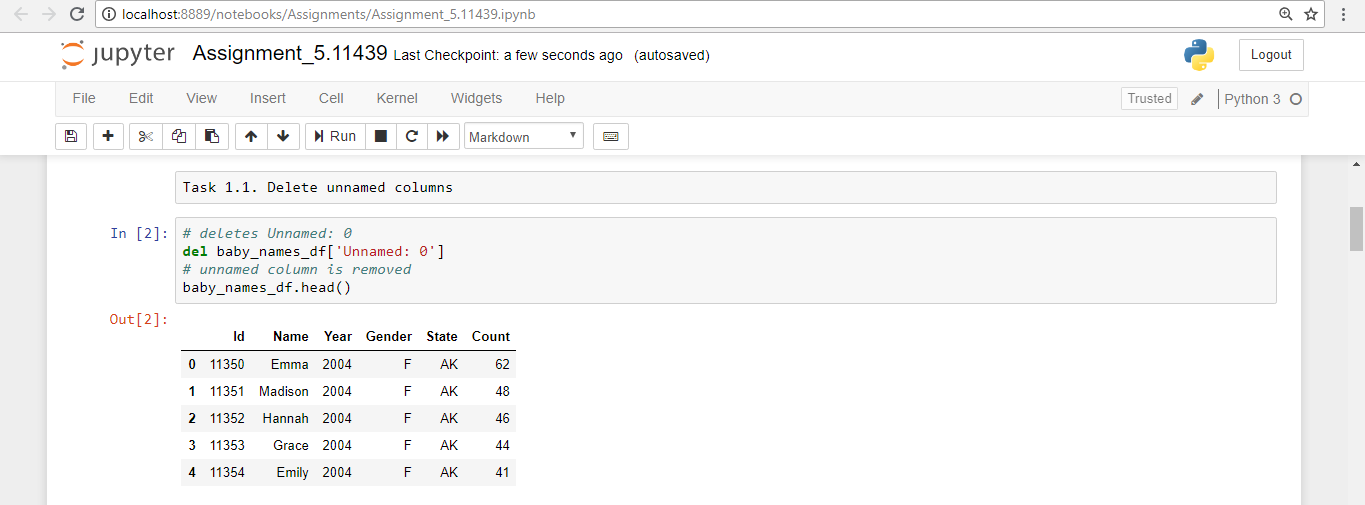 localhost:8889/notebooks/Assignments/Assignment_5.11439.ipynb
jupyter Assignment_5.11439 Last Checkpoint: a few seconds ago (autosaved) Logout
File Edit View Insert Cell Kernel Widgets Help Trusted Python 3
Run Markdown
Task 1.1. Delete unnamed columns
In [2]: # deletes Unnamed: 0
del baby_names_df['Unnamed: 0']
# unnamed column is removed
baby_names_df.head()
Out[2]:
Id Name Year Gender State Count
0 11350 Emma 2004 F AK 62
1 11351 Madison 2004 F AK 48
2 11352 Hannah 2004 F AK 46
3 11353 Grace 2004 F AK 44
4 11354 Emily 2004 F AK 41